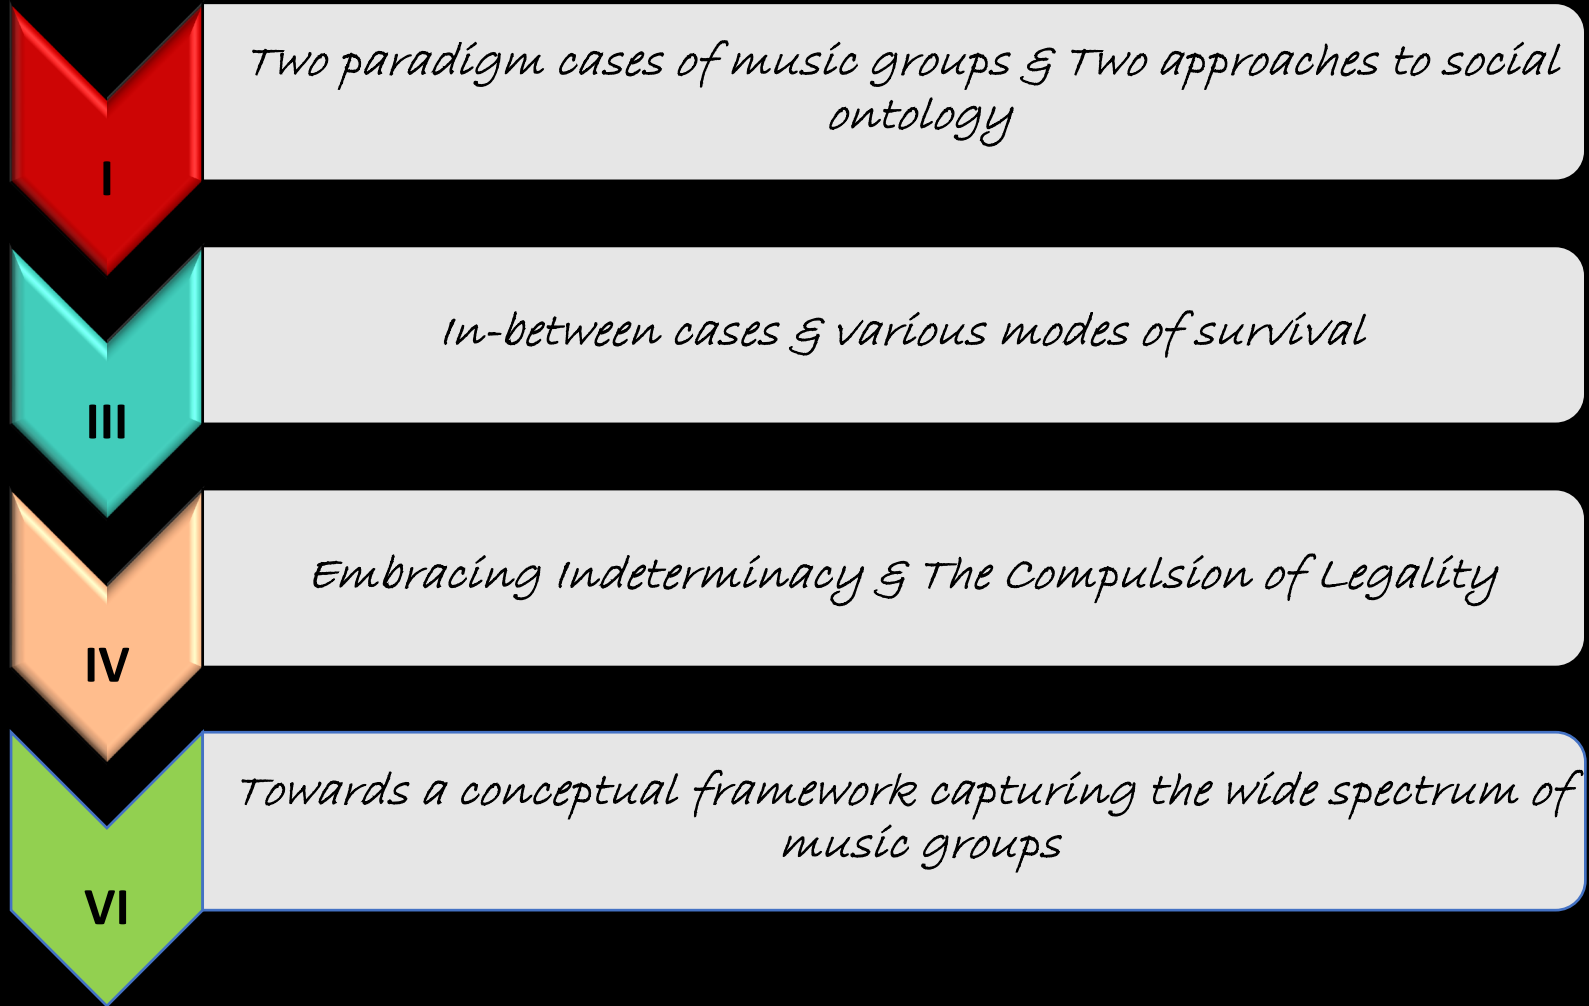 I
Two paradigm cases of music groups & Two approaches to social
ontology
III
In-between cases & various modes of survival
IV
Embracing Indeterminacy & The Compulsion of Legality
VI
Towards a conceptual framework capturing the wide spectrum of
music groups